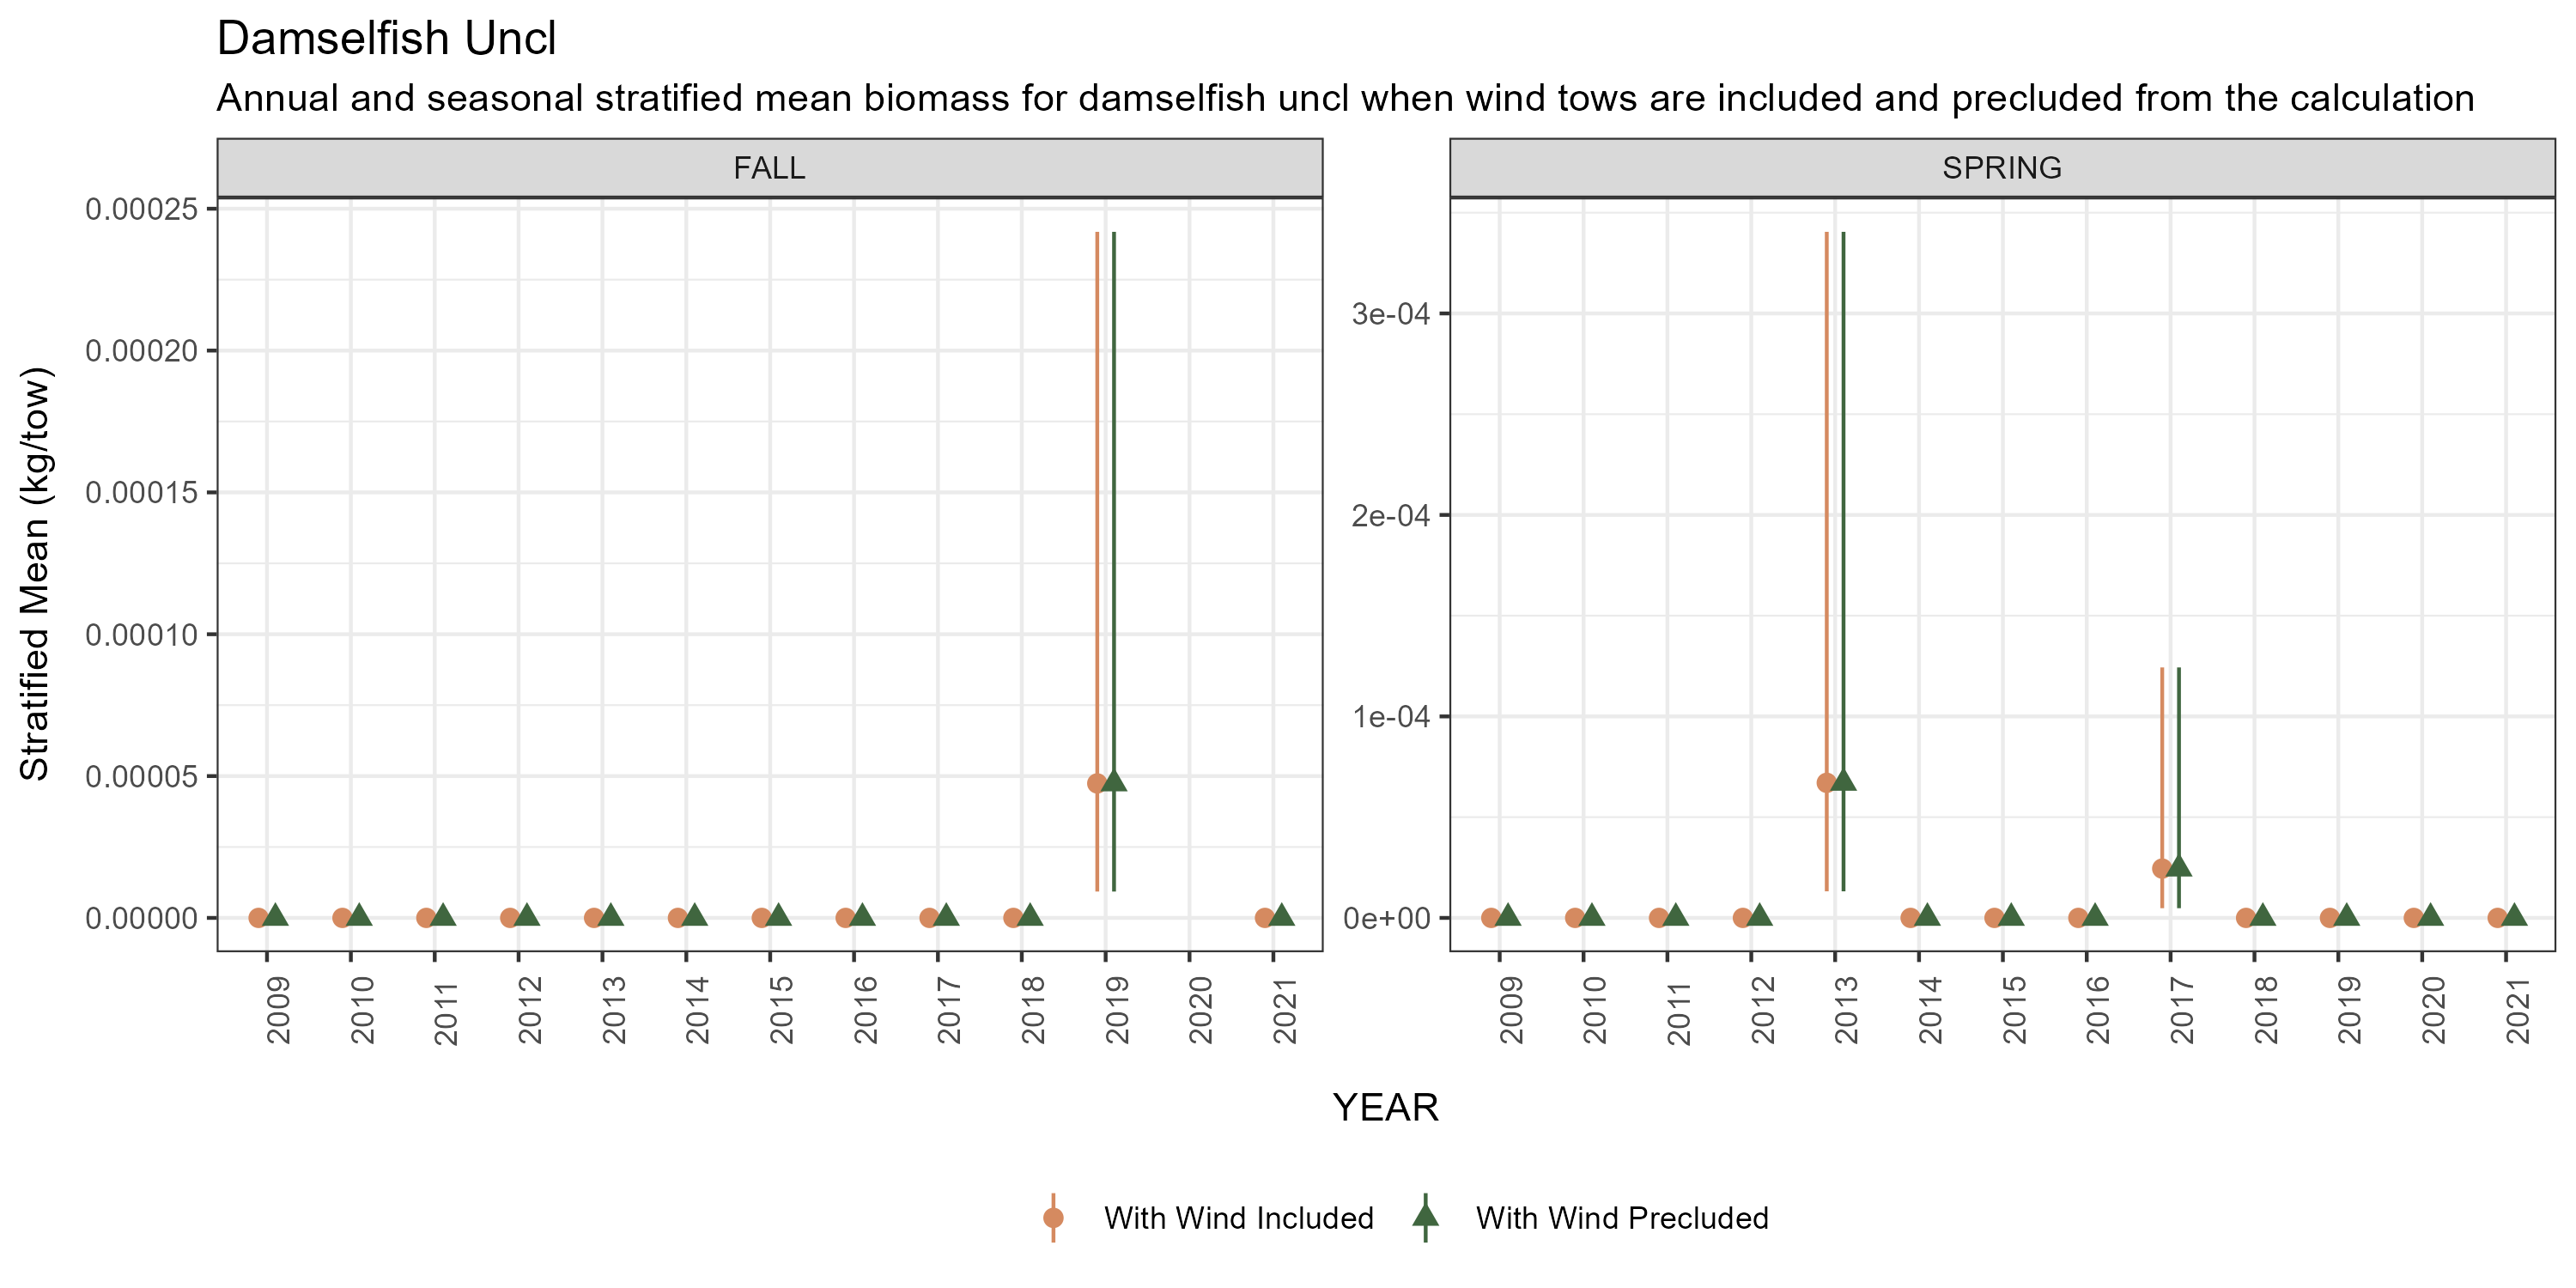 Damselfish Uncl
Annual and seasonal stratified mean biomass for damselfish uncl when wind tows are included and precluded from the calculation
FALL
SPRING
Stratified Mean (kg/tow)
0.00025
0.00020
0.00015
0.00010
0.00005
0.00000
3e-04
2e-04
1e-04
0e+00
2009 2010 2011 2012 2013 2014 2015 2016 2017 2018 2019 2020 2021
2009 2010 2011 2012 2013 2014 2015 2016 2017 2018 2019 2020 2021
YEAR
With Wind Included
With Wind Precluded